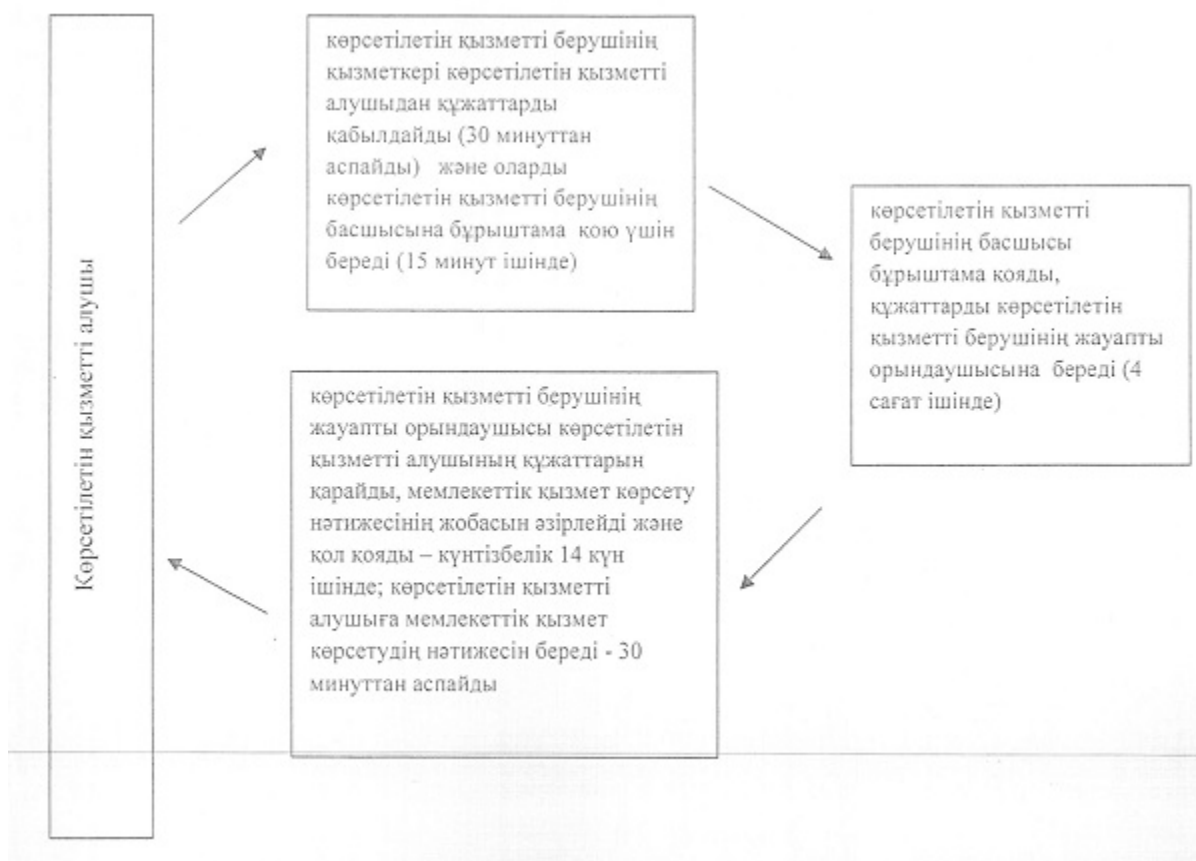 Көрсетілетін қызметті алушы
көрсетілетін қызметті берушінің
қызметкері көрсетілетін қызметті
алушыдан құжаттарды
қабылдайды (30 минуттан
аспайды) және оларды
көрсетілетін қызметті берушінің
басшысына бұрыштама қою үшін
береді (15 минут ішінде)
көрсетілетін қызметті
берушінің басшысы
бұрыштама қояды,
құжаттарды көрсетілетін
қызметті берушінің жауапты
орындаушысына береді (4
сағат ішінде)
көрсетілетін қызметті берушінің
жауапты орындаушысы көрсетілетін
қызметті алушының құжаттарын
қарайды, мемлекеттік қызмет көрсету
нәтижесінің жобасын әзірлейді және
қол қояды – күнтізбелік 14 күн
ішінде; көрсетілетін қызметті
алушыға мемлекеттік қызмет
көрсетудің нәтижесін береді - 30
минуттан аспайды